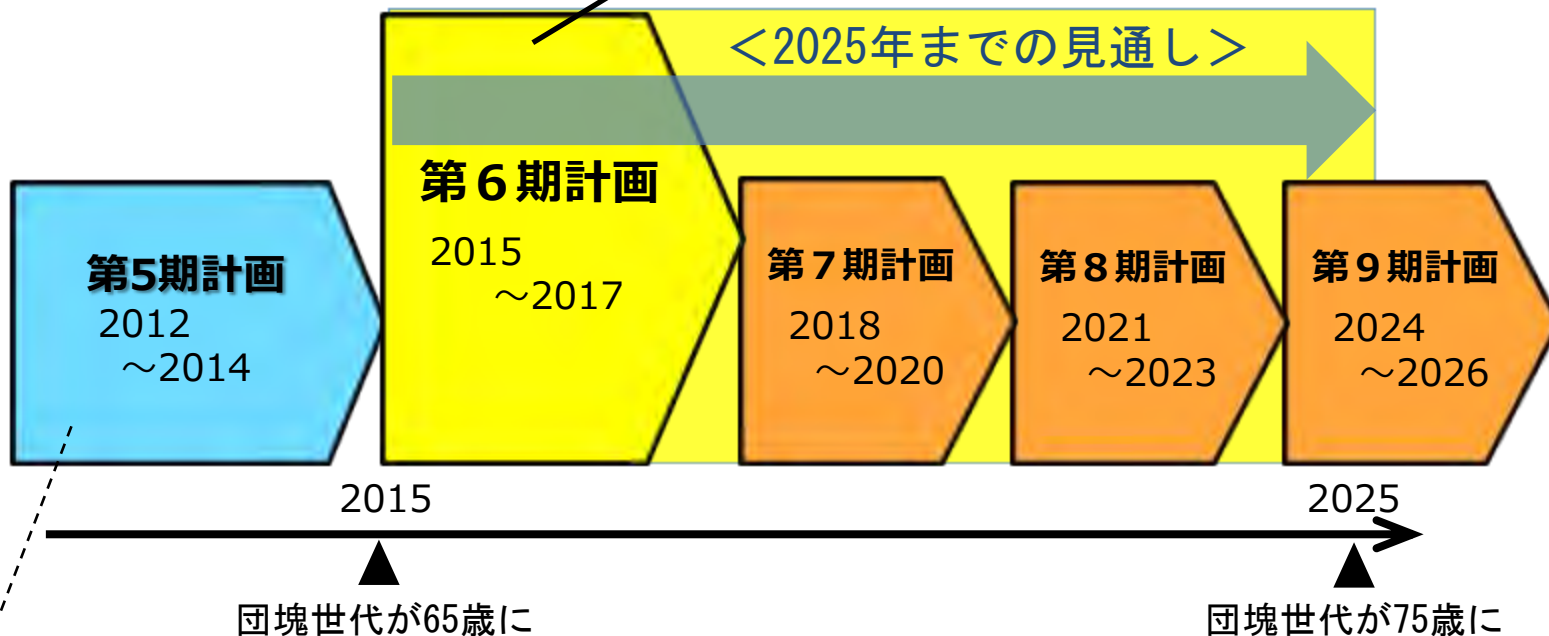 ＜2025年までの見通し＞
第5期計画
2012
～2014
第６期計画
2015
～2017
第７期計画
2018
～2020
第８期計画
2021
～2023
第９期計画
2024
～2026
2015
2025
団塊世代が65歳に
団塊世代が75歳に